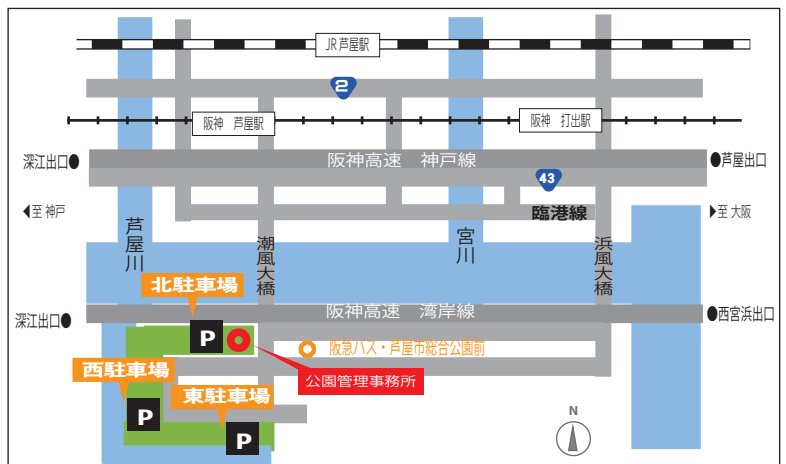 JR 芦屋駅
2
阪神 芦屋駅
阪神 打出駅
深江出口
阪神高速 神戸線
芦屋出口
43
至 神戸
臨港線
至 大阪
芦屋川
潮風大橋
宮川
浜風大橋
北駐車場
深江出口
阪神高速 湾岸線
西宮浜出口
P
阪急バス・芦屋市総合公園前
西駐車場
公園管理事務所
東駐車場
P
P
N